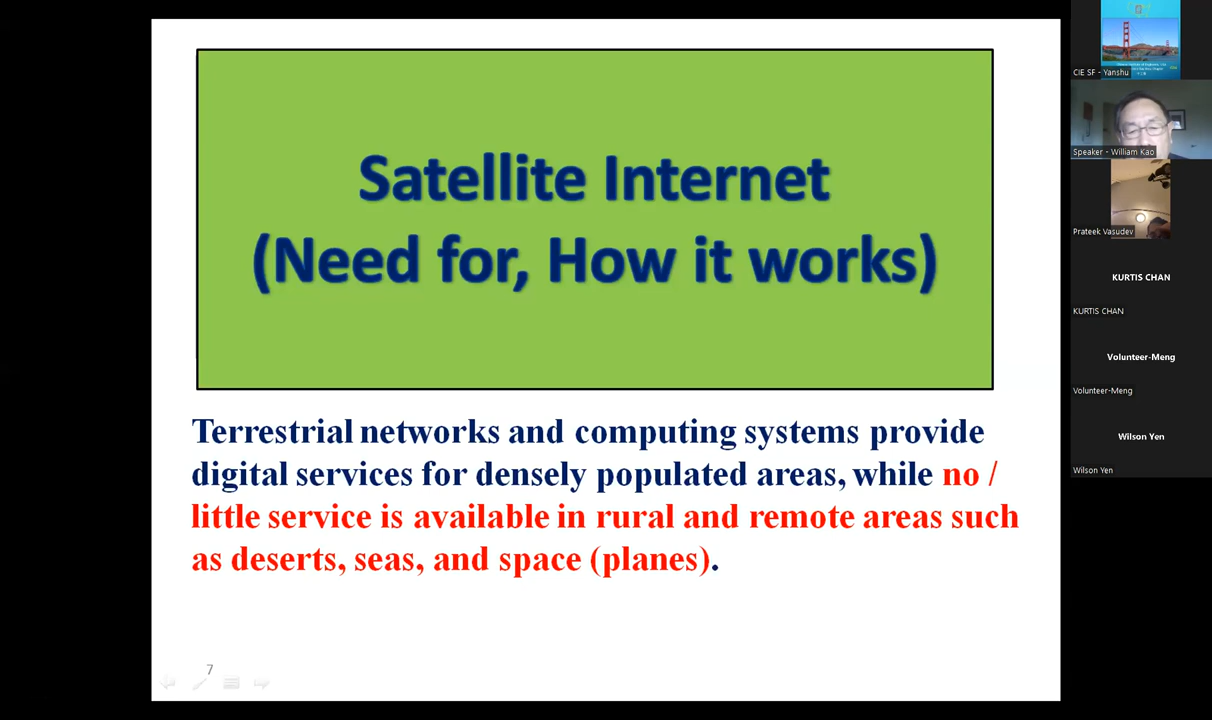 Satellite Internet
(Need for, How it works)
Terrestrial networks and computing systems provide
digital services for densely populated areas, while no /
little service is available in rural and remote areas such
as deserts, seas, and space (planes).
7
CIE SF - Yanshu
Speaker - William Kao
Prateek Vasudev
KURTIS CHAN
KURTIS CHAN
Volunteer-Meng
Volunteer-Meng
Wilson Yen
Wilson Yen